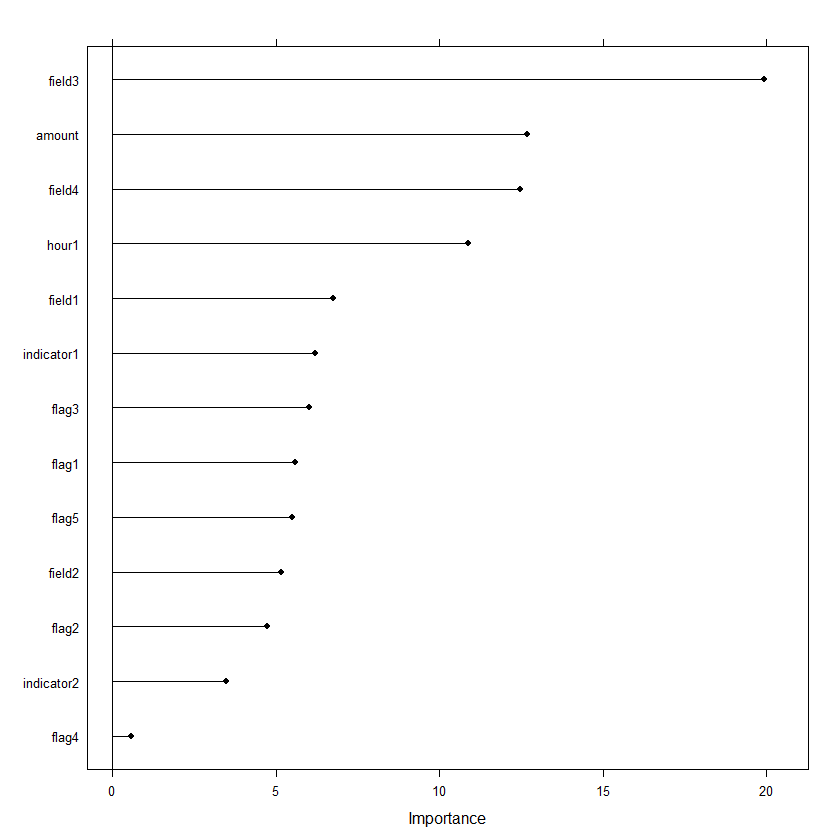 field3
amount
field4
hour1
field1
indicator1
flag3
flag1
flag5
field2
flag2
indicator2
flag4
0 5 10 15 20
Importance